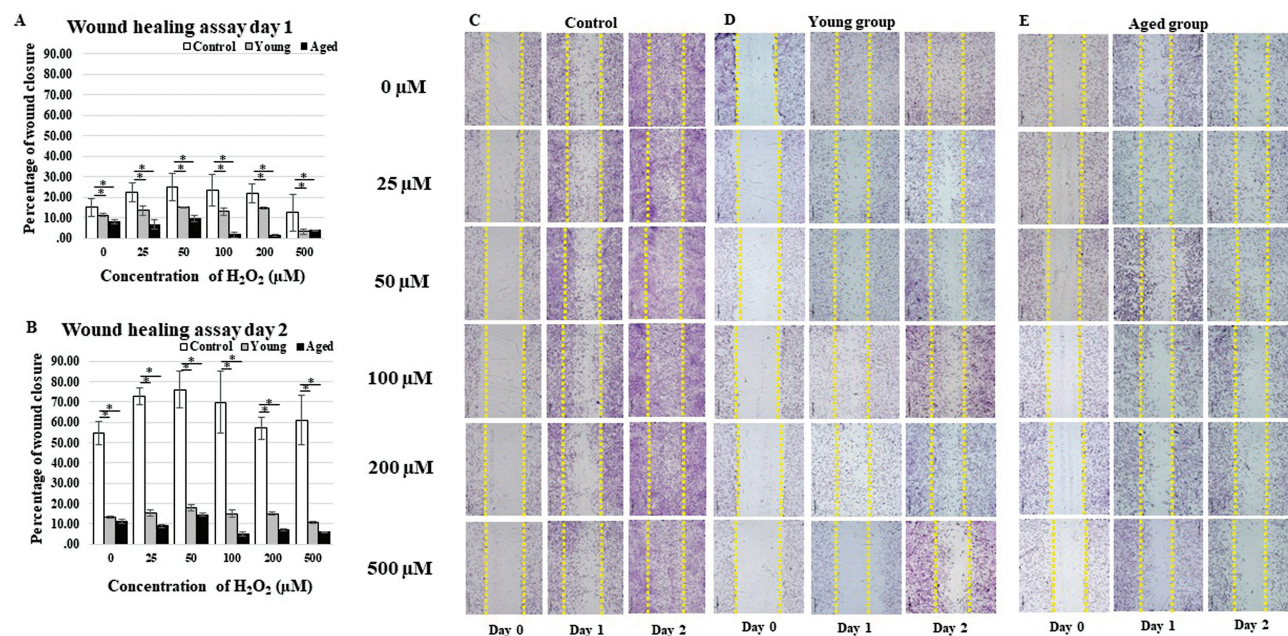 A
Wound healing assay day 1
Control Young Aged
Percentage of wound closure
90.00
80.00
70.00
60.00
50.00
40.00
30.00
20.00
10.00
.00
* * * * * *
* * * * * *
0 25 50 100 200 500
Concentration of H₂O₂ (µM)
B
Wound healing assay day 2
Control Young Aged
Percentage of wound closure
90.00
80.00
70.00
60.00
50.00
40.00
30.00
20.00
10.00
.00
* * * * * *
* * * * * *
0 25 50 100 200 500
Concentration of H₂O₂ (µM)
0 µM
25 µM
50 µM
100 µM
200 µM
500 µM
C Control
Day 0 Day 1 Day 2
D Young group
Day 0 Day 1 Day 2
E Aged group
Day 0 Day 1 Day 2